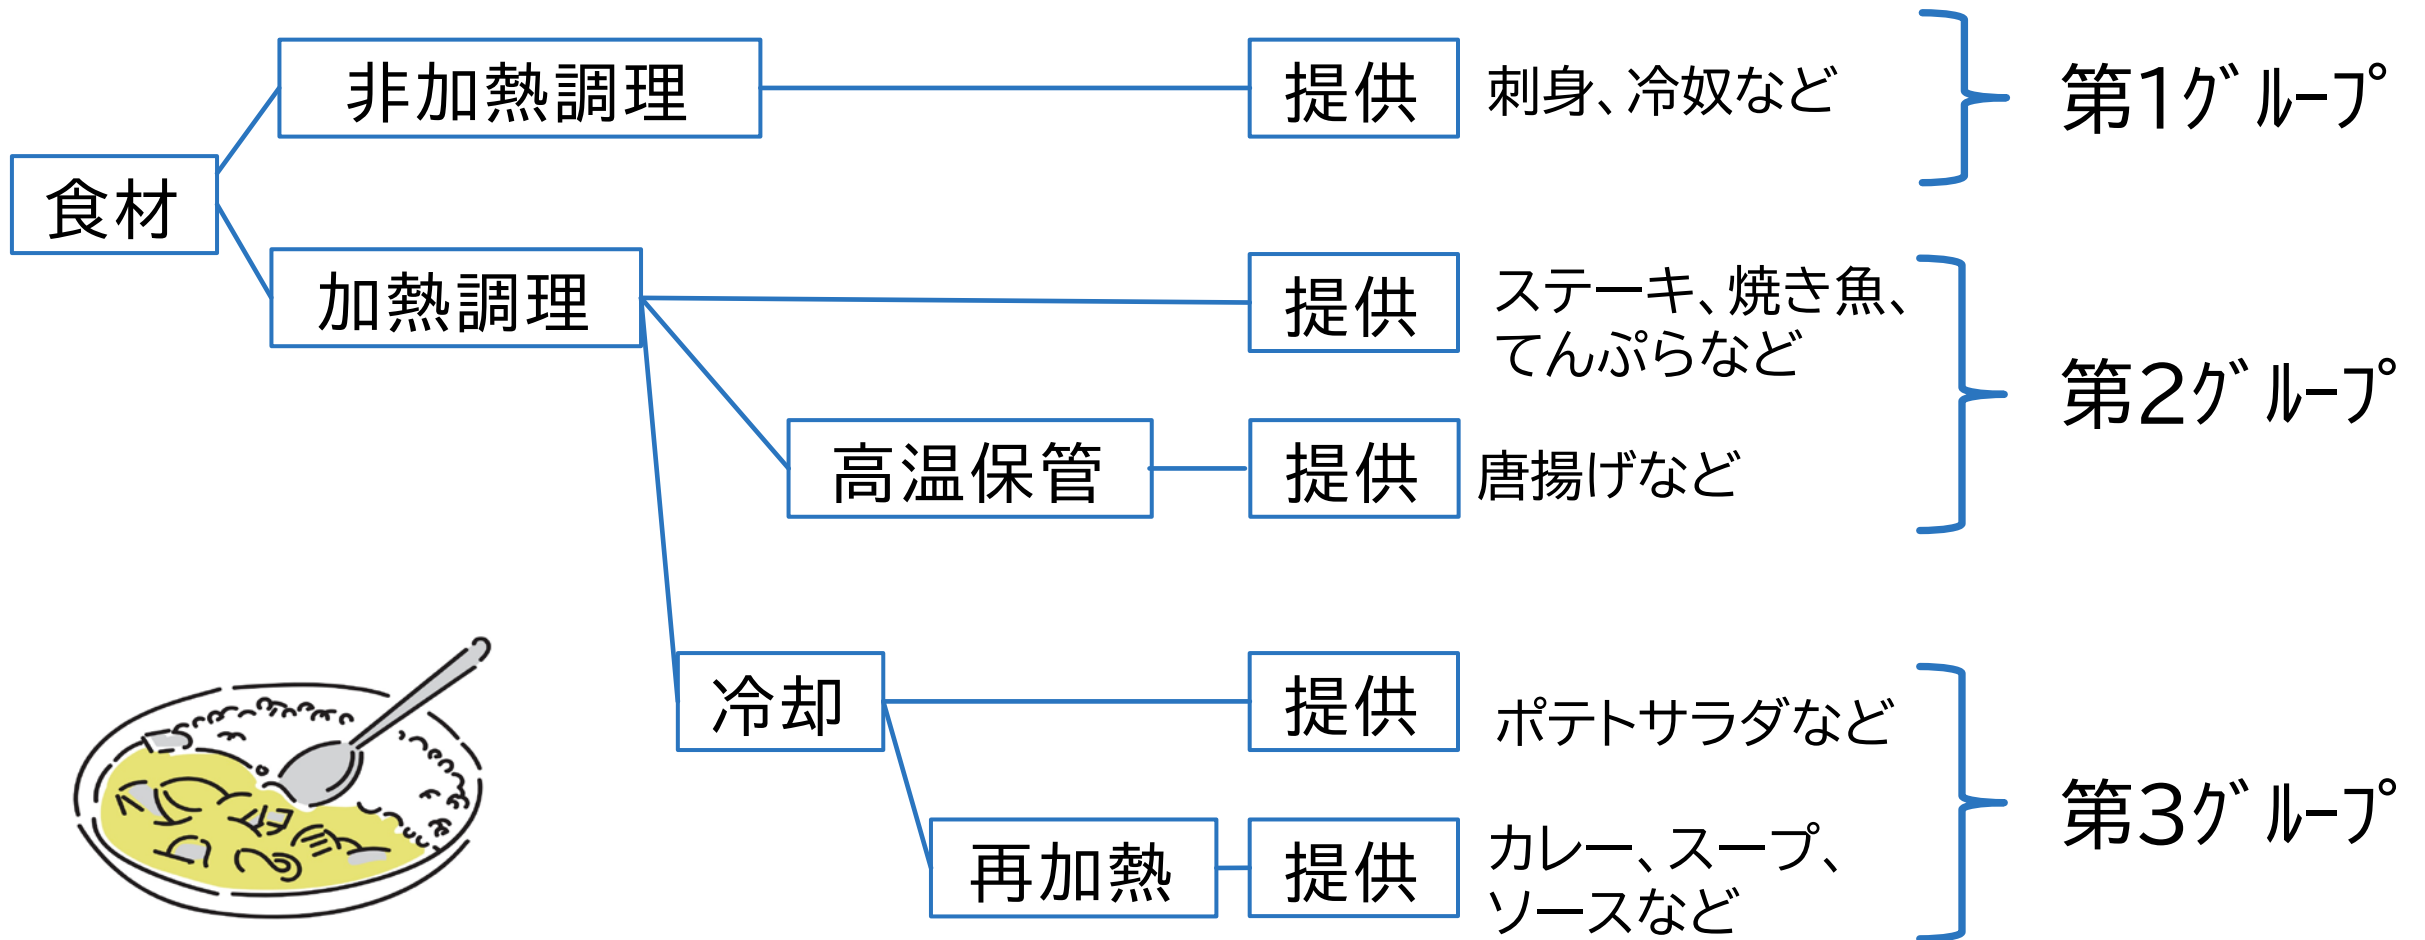 食材
非加熱調理
提供
刺身、冷奴など
第1ｸﾞﾙｰﾌﾟ
加熱調理
提供
ステーキ、焼き魚、
てんぷらなど
高温保管
提供
唐揚げなど
第2ｸﾞﾙｰﾌﾟ
冷却
提供
ポテトサラダなど
再加熱
提供
カレー、スープ、
ソースなど
第3ｸﾞﾙｰﾌﾟ